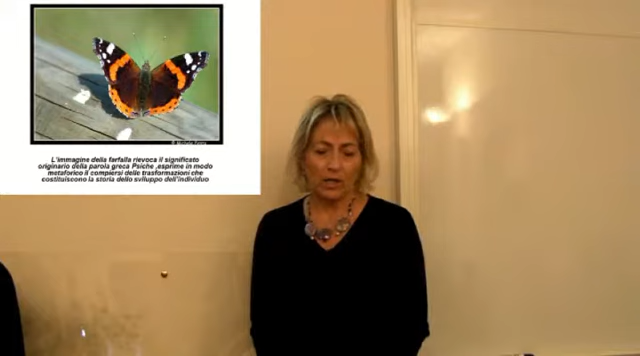 L'immagine della farfalla rievoca il significato
originario della parola greca Psiche ,esprime in modo
metaforico il compiersi delle trasformazioni che
costituiscono la storia dello sviluppo dell'individuo